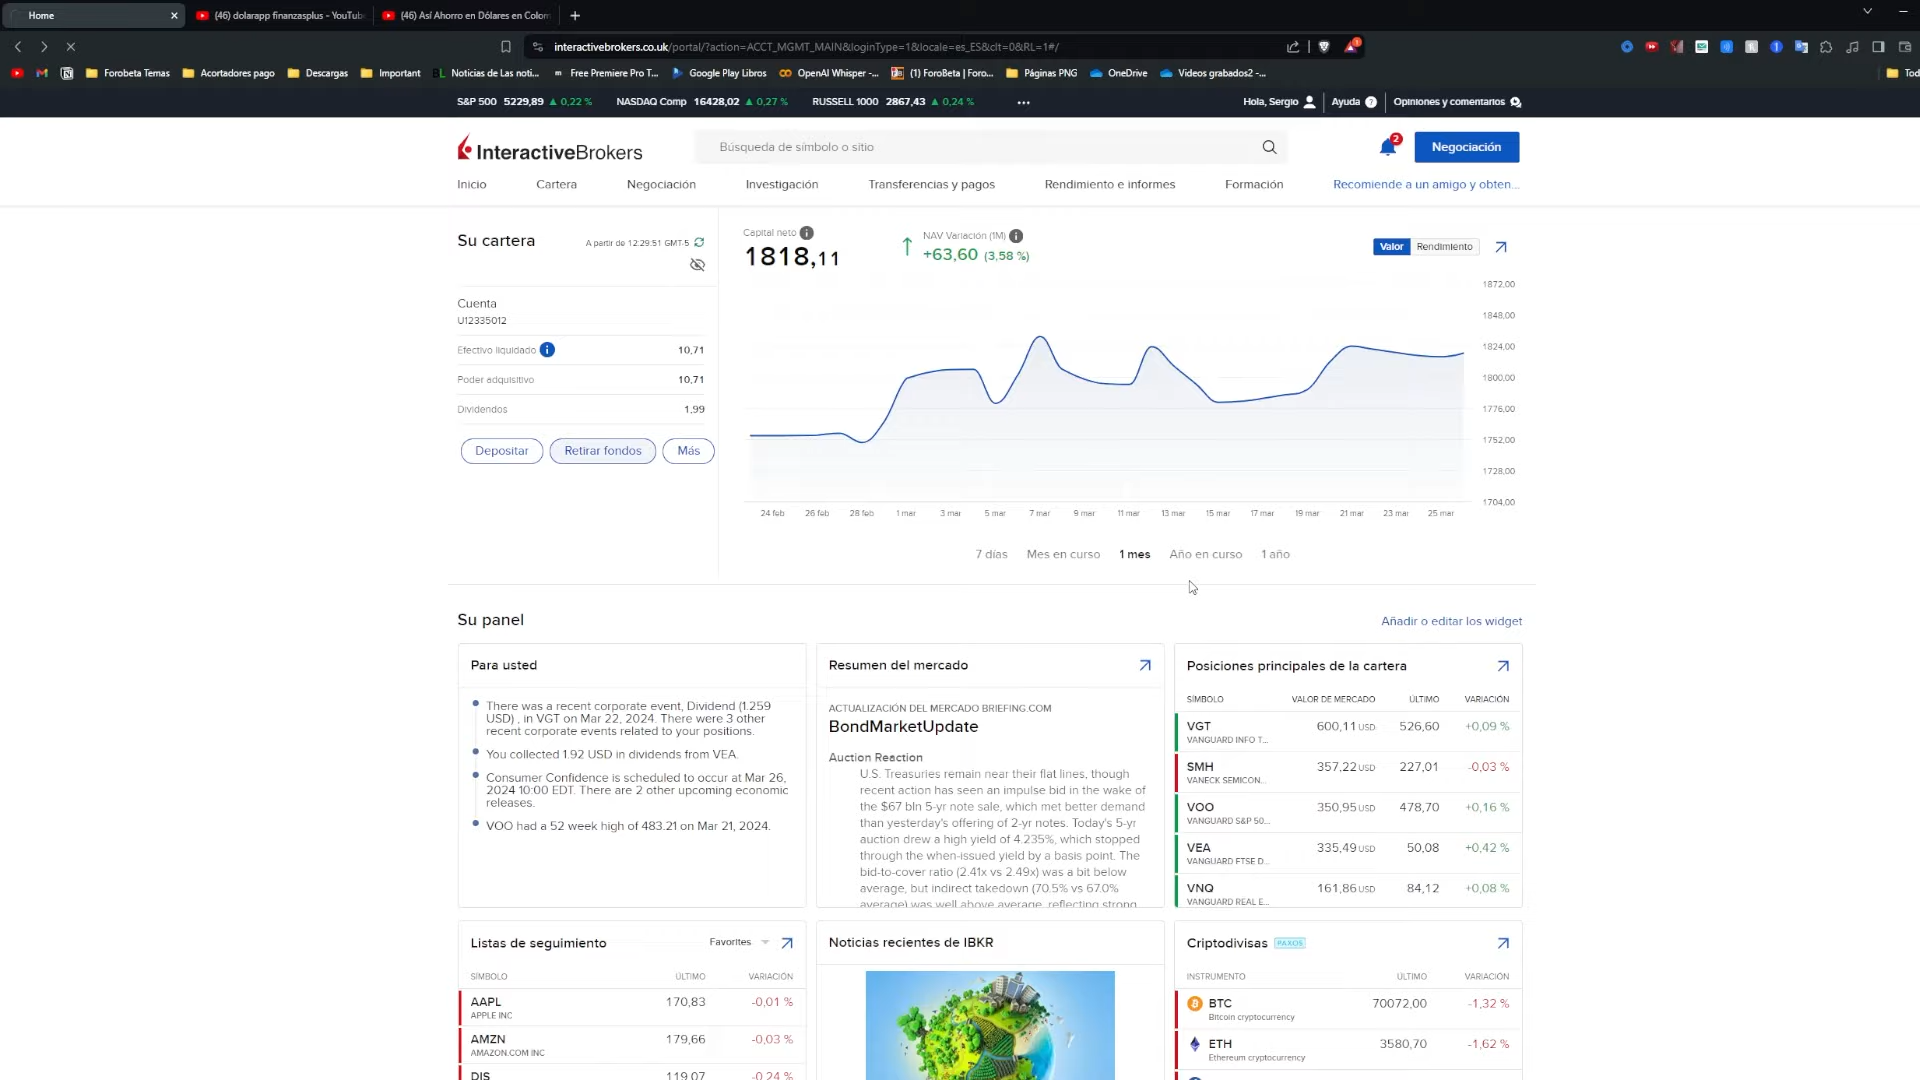 Home
(46) dolarapp finanzasplus - YouTube
(46) Así Ahorro en Dólares en Colom
interactivebrokers.co.uk/portal/?action=ACCT_MGMT_MAIN&loginType=1&locale=es_ES&clt=0&RL=1#/
Forobeta Temas
Acortadores pago
Descargas
Important
Noticias de Las noti...
Free Premiere Pro T...
Google Play Libros
OpenAI Whisper -...
(1) ForoBeta | Foro...
Páginas PNG
OneDrive
Videos grabados2 -...
Tod
S&P 500 5229,89 ▲ 0,22 %
NASDAQ Comp 16428,02 ▲ 0,27 %
RUSSELL 1000 2867,43 ▲ 0,24 %
Hola, Sergio
Ayuda
Opiniones y comentarios
InteractiveBrokers
Búsqueda de símbolo o sitio
2
Negociación
Inicio
Cartera
Negociación
Investigación
Transferencias y pagos
Rendimiento e informes
Formación
Recomiende a un amigo y obten...
Su cartera
A partir de 12:29:51 GMT-5
Cuenta
U12335012
Efectivo liquidado 10,71
Poder adquisitivo 10,71
Dividendos 1,99
Depositar
Retirar fondos
Más
Capital neto
1818,11
NAV Variación (1M)
+63,60 (3,58 %)
Valor
Rendimiento
1872,00
1848,00
1824,00
1800,00
1776,00
1752,00
1728,00
1704,00
24 feb 26 feb 28 feb 1 mar 3 mar 5 mar 7 mar 9 mar 11 mar 13 mar 15 mar 17 mar 19 mar 21 mar 23 mar 25 mar
7 días
Mes en curso
1 mes
Año en curso
1 año
Su panel
Añadir o editar los widget
Para usted
There was a recent corporate event, Dividend (1.259
USD) , in VGT on Mar 22, 2024. There were 3 other
recent corporate events related to your positions.
You collected 1.92 USD in dividends from VEA.
Consumer Confidence is scheduled to occur at Mar 26,
2024 10:00 EDT. There are 2 other upcoming economic
releases.
VOO had a 52 week high of 483.21 on Mar 21, 2024.
Resumen del mercado
ACTUALIZACIÓN DEL MERCADO BRIEFING.COM
BondMarketUpdate
Auction Reaction
U.S. Treasuries remain near their flat lines, though
recent action has seen an impulse bid in the wake of
the $67 bln 5-yr note sale, which met better demand
than yesterday's offering of 2-yr notes. Today's 5-yr
auction drew a high yield of 4.235%, which stopped
through the when-issued yield by a basis point. The
bid-to-cover ratio (2.41x vs 2.49x) was a bit below
average, but indirect takedown (70.5% vs 67.0%
average) was well above average, reflecting strong
Posiciones principales de la cartera
SÍMBOLO VALOR DE MERCADO ÚLTIMO VARIACIÓN
VGT 600,11 USD 526,60 +0,09 %
VANGUARD INFO T...
SMH 357,22 USD 227,01 -0,03 %
VANECK SEMICON...
VOO 350,95 USD 478,70 +0,16 %
VANGUARD S&P 50...
VEA 335,49 USD 50,08 +0,42 %
VANGUARD FTSE D...
VNQ 161,86 USD 84,12 +0,08 %
VANGUARD REAL E...
Listas de seguimiento
Favorites
SÍMBOLO ÚLTIMO VARIACIÓN
AAPL 170,83 -0,01 %
APPLE INC
AMZN 179,66 -0,03 %
AMAZON.COM INC
DIS 119,07 -0,24 %
Noticias recientes de IBKR
Criptodivisas PAXOS
INSTRUMENTO ÚLTIMO VARIACIÓN
BTC 70072,00 -1,32 %
Bitcoin cryptocurrency
ETH 3580,70 -1,62 %
Ethereum cryptocurrency